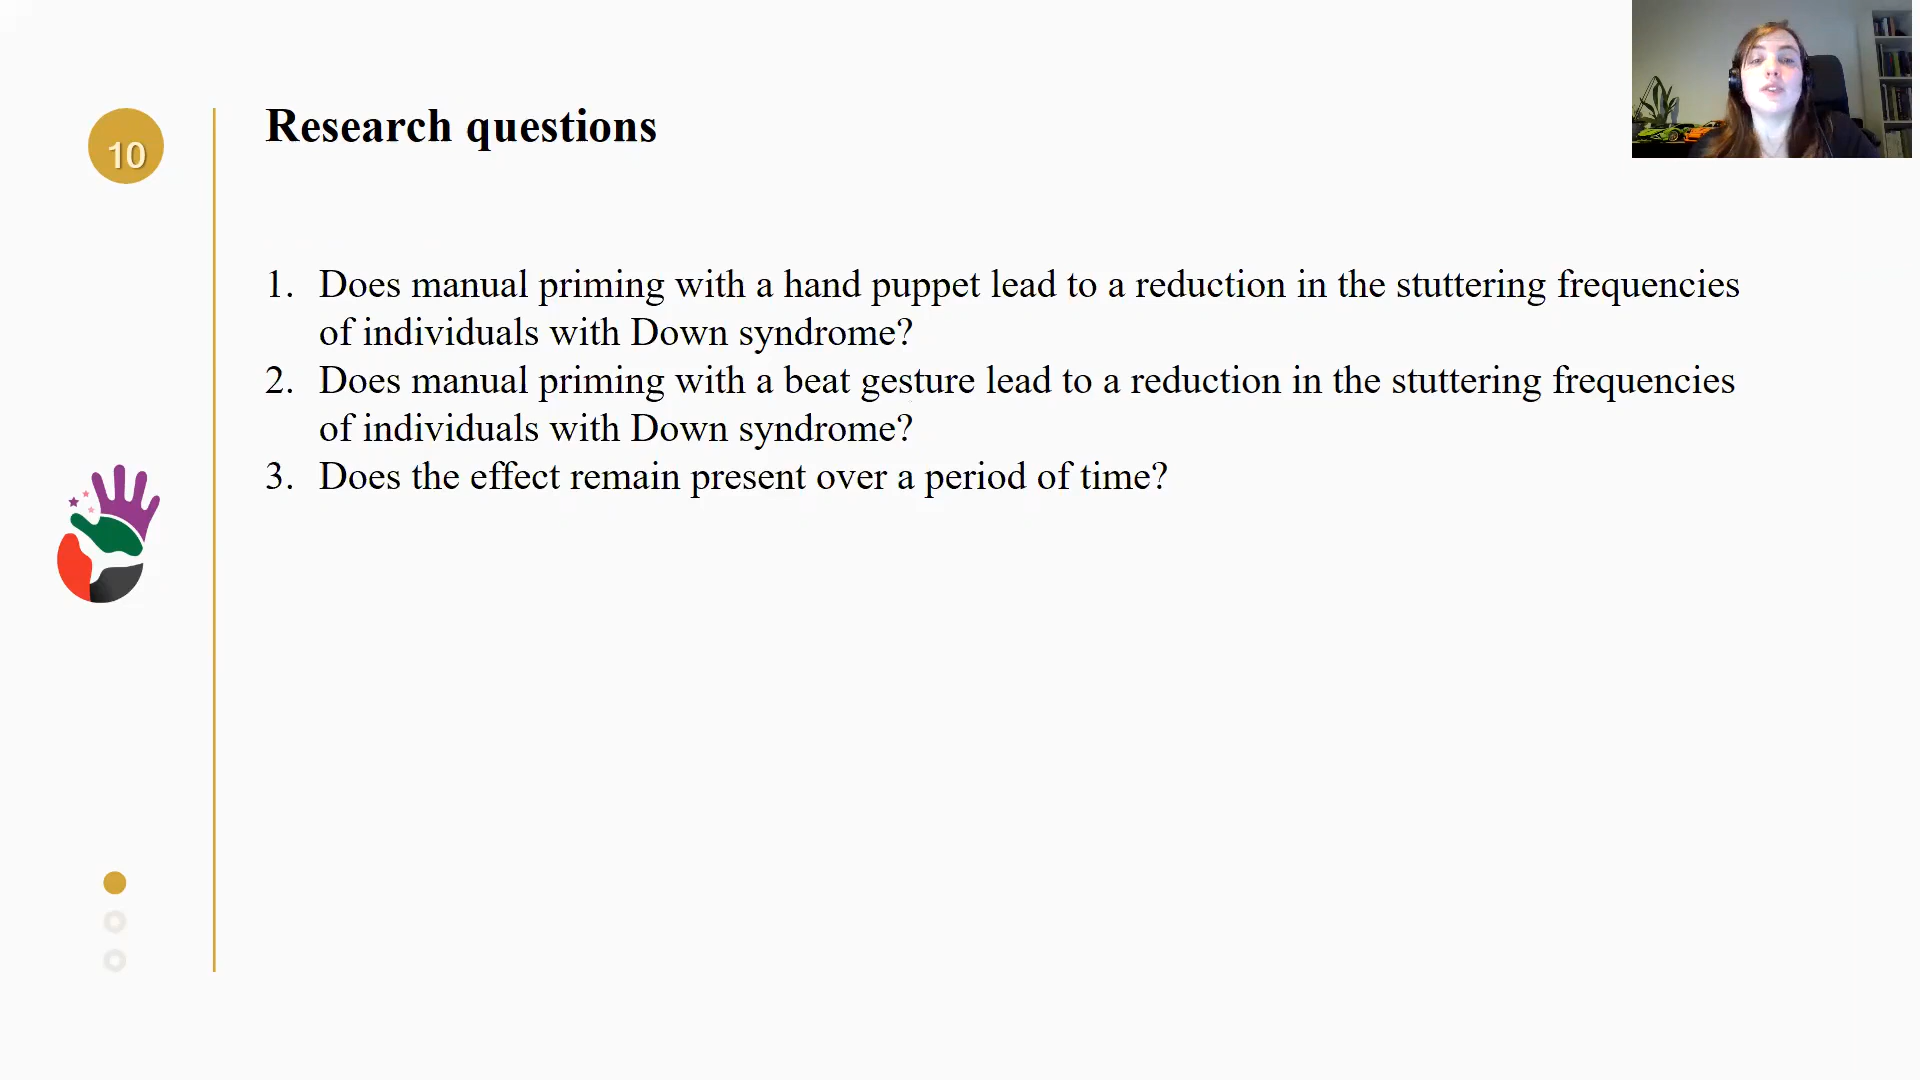 10
Research questions
1. Does manual priming with a hand puppet lead to a reduction in the stuttering frequencies
of individuals with Down syndrome?
2. Does manual priming with a beat gesture lead to a reduction in the stuttering frequencies
of individuals with Down syndrome?
3. Does the effect remain present over a period of time?